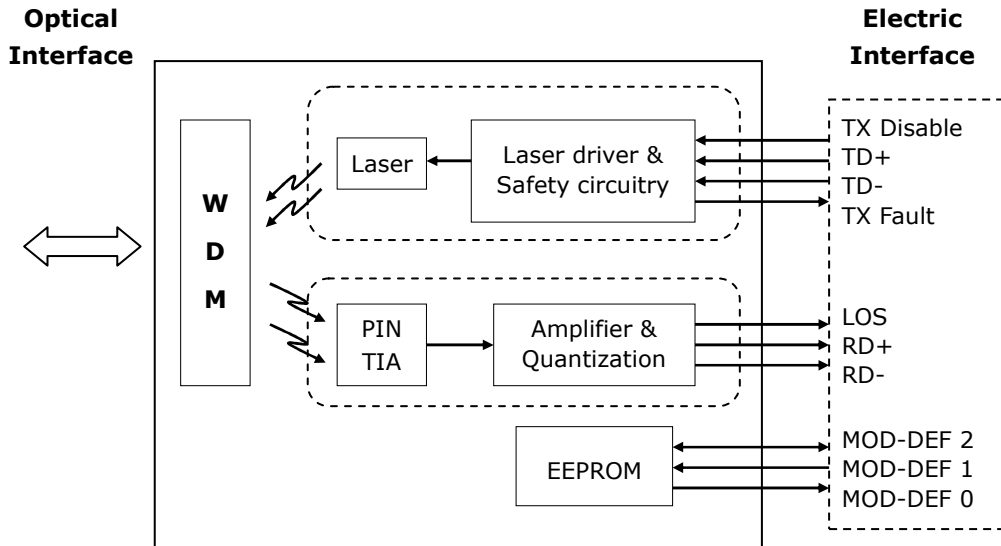 Optical
Interface
Electric
Interface
W
D
M
Laser
Laser driver &
Safety circuitry
TX Disable
TD+
TD-
TX Fault
PIN
TIA
Amplifier &
Quantization
LOS
RD+
RD-
EEPROM
MOD-DEF 2
MOD-DEF 1
MOD-DEF 0